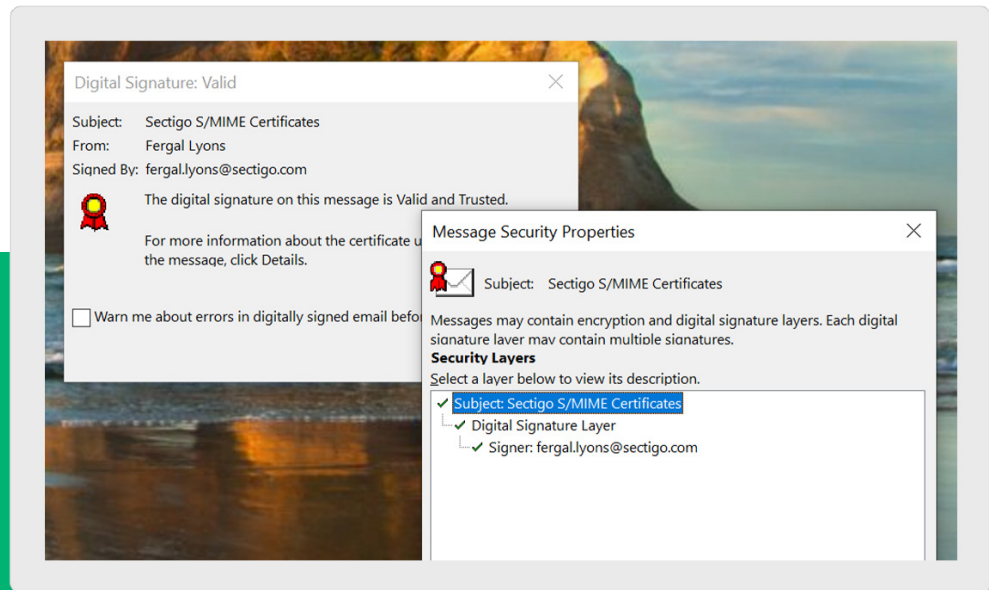 Digital Signature: Valid
Subject: Sectigo S/MIME Certificates
From: Fergal Lyons
Signed By: fergal.lyons@sectigo.com
The digital signature on this message is Valid and Trusted.
For more information about the certificate u
the message, click Details.
Warn me about errors in digitally signed email befo
Message Security Properties
Subject: Sectigo S/MIME Certificates
Messages may contain encryption and digital signature layers. Each digital
signature layer may contain multiple signatures.
Security Layers
Select a layer below to view its description.
Subject: Sectigo S/MIME Certificates
Digital Signature Layer
Signer: fergal.lyons@sectigo.com